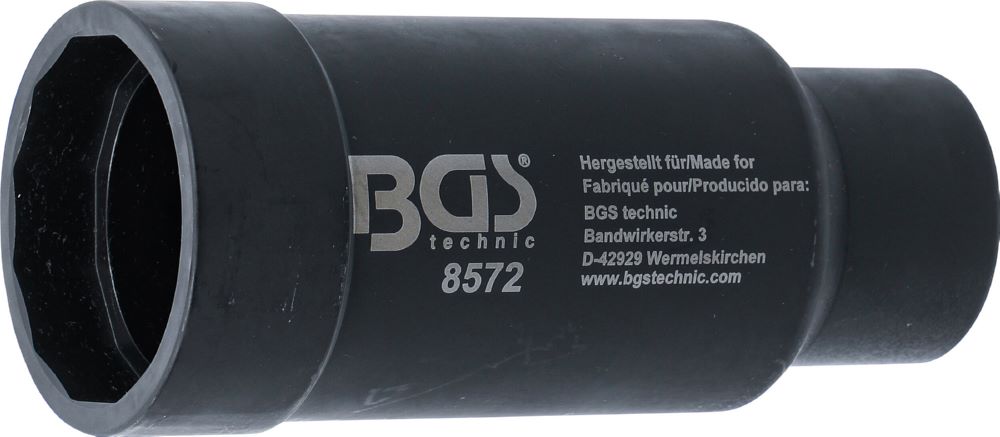 BGS®
technic
8572
Hergestellt für/Made for
Fabriqué pour/Producido para:
BGS technic
Bandwirkerstr. 3
D-42929 Wermelskirchen
www.bgstechnic.com